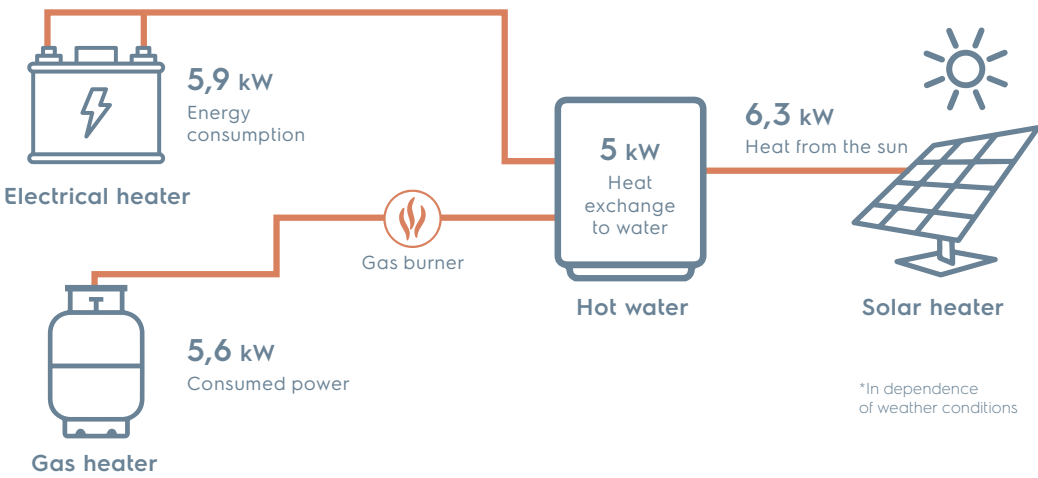 5,9 kW
Energy
consumption
Electrical heater
Gas burner
5 kW
Heat
exchange
to water
Hot water
6,3 kW
Heat from the sun
Solar heater
5,6 kW
Consumed power
Gas heater
*In dependence
of weather conditions